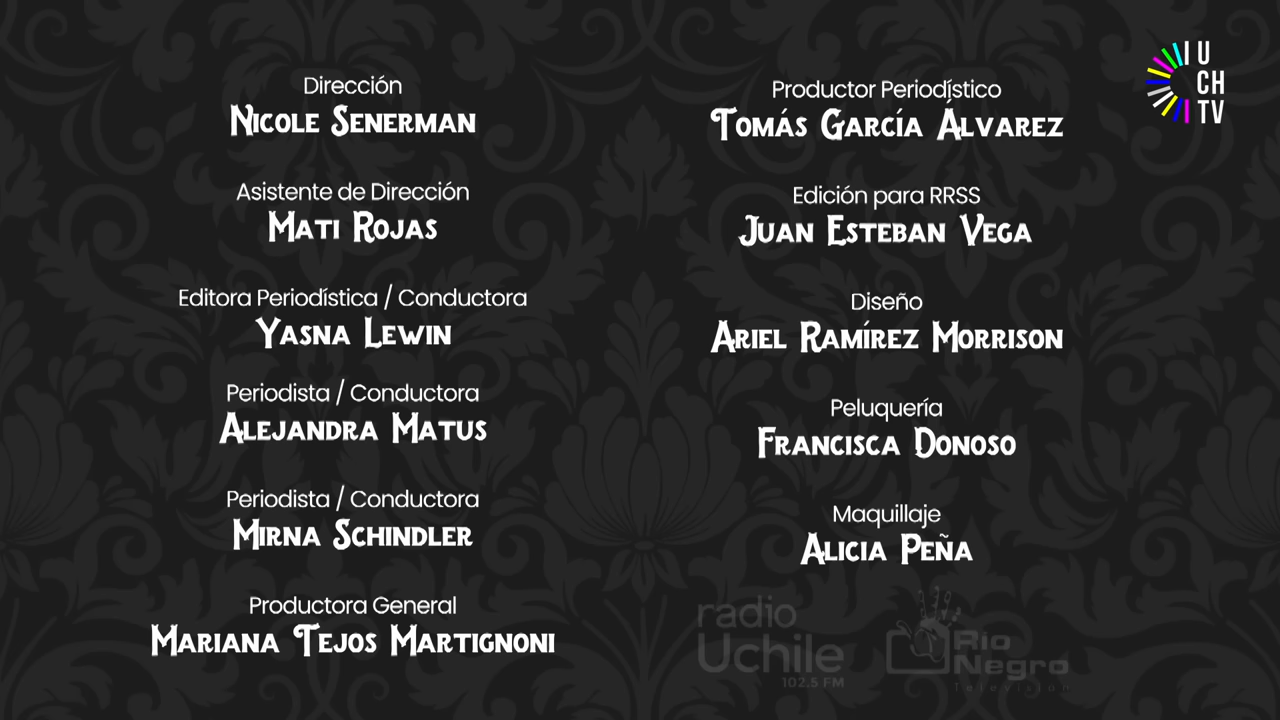 Dirección
Nicole Senerman
Asistente de Dirección
Mati Rojas
Editora Periodística / Conductora
Yasna Lewin
Periodista / Conductora
Alejandra Matus
Periodista / Conductora
Mirna Schindler
Productora General
Mariana Tejos Martignoni
Productor Periodístico
Tomás García Álvarez
Edición para RRSS
Juan Esteban Vega
Diseño
Ariel Ramírez Morrison
Peluquería
Francisca Donoso
Maquillaje
Alicia Peña
radio
Uchile
102.5 FM
Río
Negro
Televisión
U
CH
TV